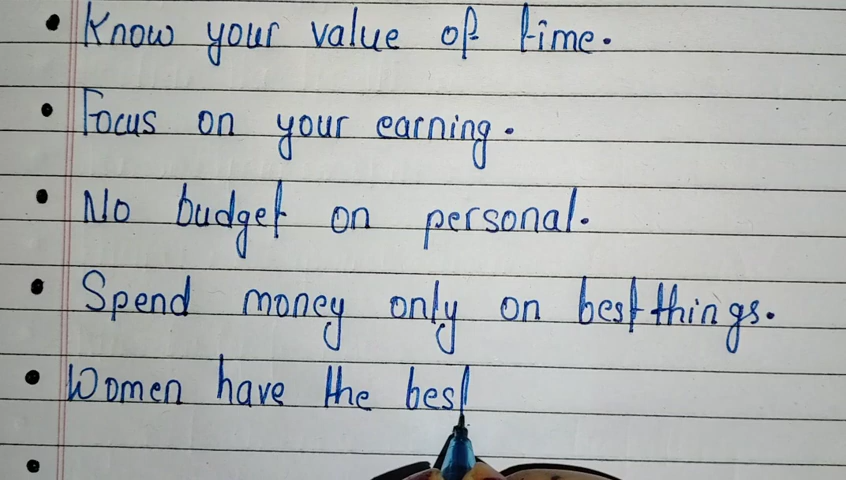 • Know your value of time.
• Focus on your earning.
• No budget on personal.
• Spend money only on best things.
• Women have the best
•